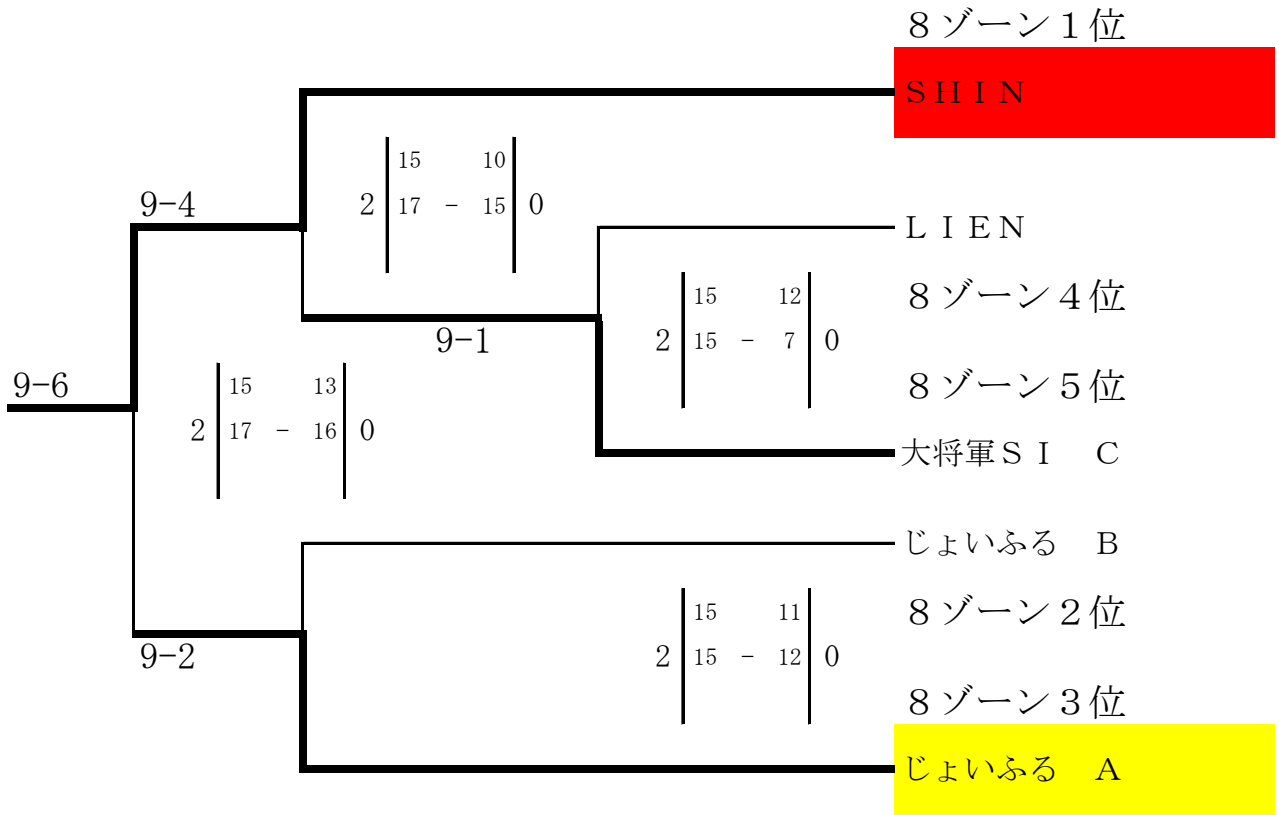 ８ゾーン１位
ＳＨＩＮ
15 10
9-4
2 17 - 15 0
ＬＩＥＮ
15 12
８ゾーン４位
9-1
2 15 - 7 0
9-6
15 13
８ゾーン５位
2 17 - 16 0
大将軍ＳＩ　Ｃ
じょいふる　Ｂ
15 11
８ゾーン２位
9-2
2 15 - 12 0
８ゾーン３位
じょいふる　Ａ